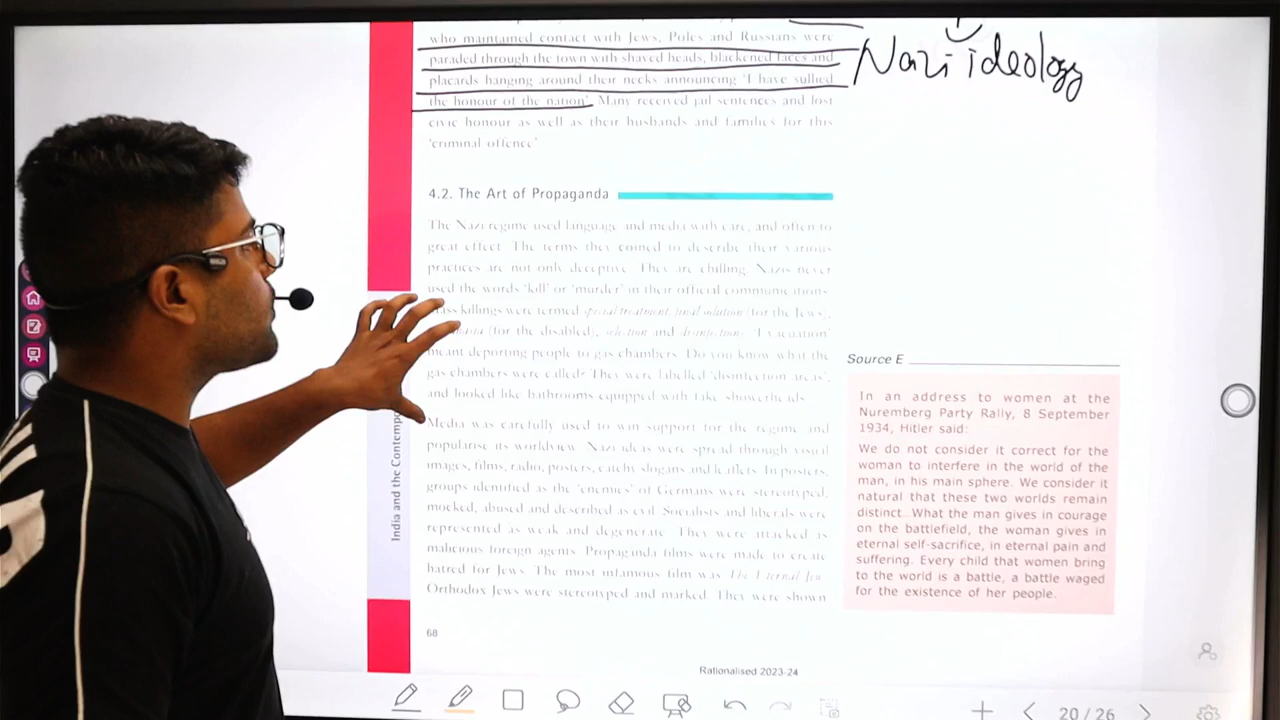 who maintained contact with Jews, Poles and Russians were
paraded through the town with shaved heads, blackened faces and
placards hanging around their necks announcing 'I have sullied
the honour of the nation'. Many received jail sentences and lost
civic honour as well as their husbands and families for this
'criminal offence'
Nazi ideology
4.2. The Art of Propaganda
The Nazi regime used language and media with care, and often to
great effect. The terms they coined to describe their various
practices are not only deceptive. They are chilling. Nazis never
used the words 'kill' or 'murder' in their official communications.
killings were termed special treatment, final solution (for the Jews),
(for the disabled), selection and disinfections. 'Evacuation'
meant deporting people to gas chambers. Do you know what the
gas chambers were called? They were labelled 'disinfection areas',
and looked like bathrooms equipped with fake showerheads.
Media was carefully used to win support for the regime and
popularise its worldview. Nazi ideas were spread through visual
images, films, radio, posters, catchy slogans and leaflets. In posters,
groups identified as the 'enemies' of Germans were stereotyped,
mocked, abused and described as evil. Socialists and liberals were
represented as weak and degenerate. They were attacked as
malicious foreign agents. Propaganda films were made to create
hatred for Jews. The most infamous film was The Eternal Jew.
Orthodox Jews were stereotyped and marked. They were shown
India and the Contempo
68
Rationalised 2023-24
Source E
In an address to women at the
Nuremberg Party Rally, 8 September
1934, Hitler said:
We do not consider it correct for the
woman to interfere in the world of the
man, in his main sphere. We consider it
natural that these two worlds remain
distinct. What the man gives in courage
on the battlefield, the woman gives in
eternal self-sacrifice, in eternal pain and
suffering. Every child that women bring
to the world is a battle, a battle waged
for the existence of her people.
20 / 26